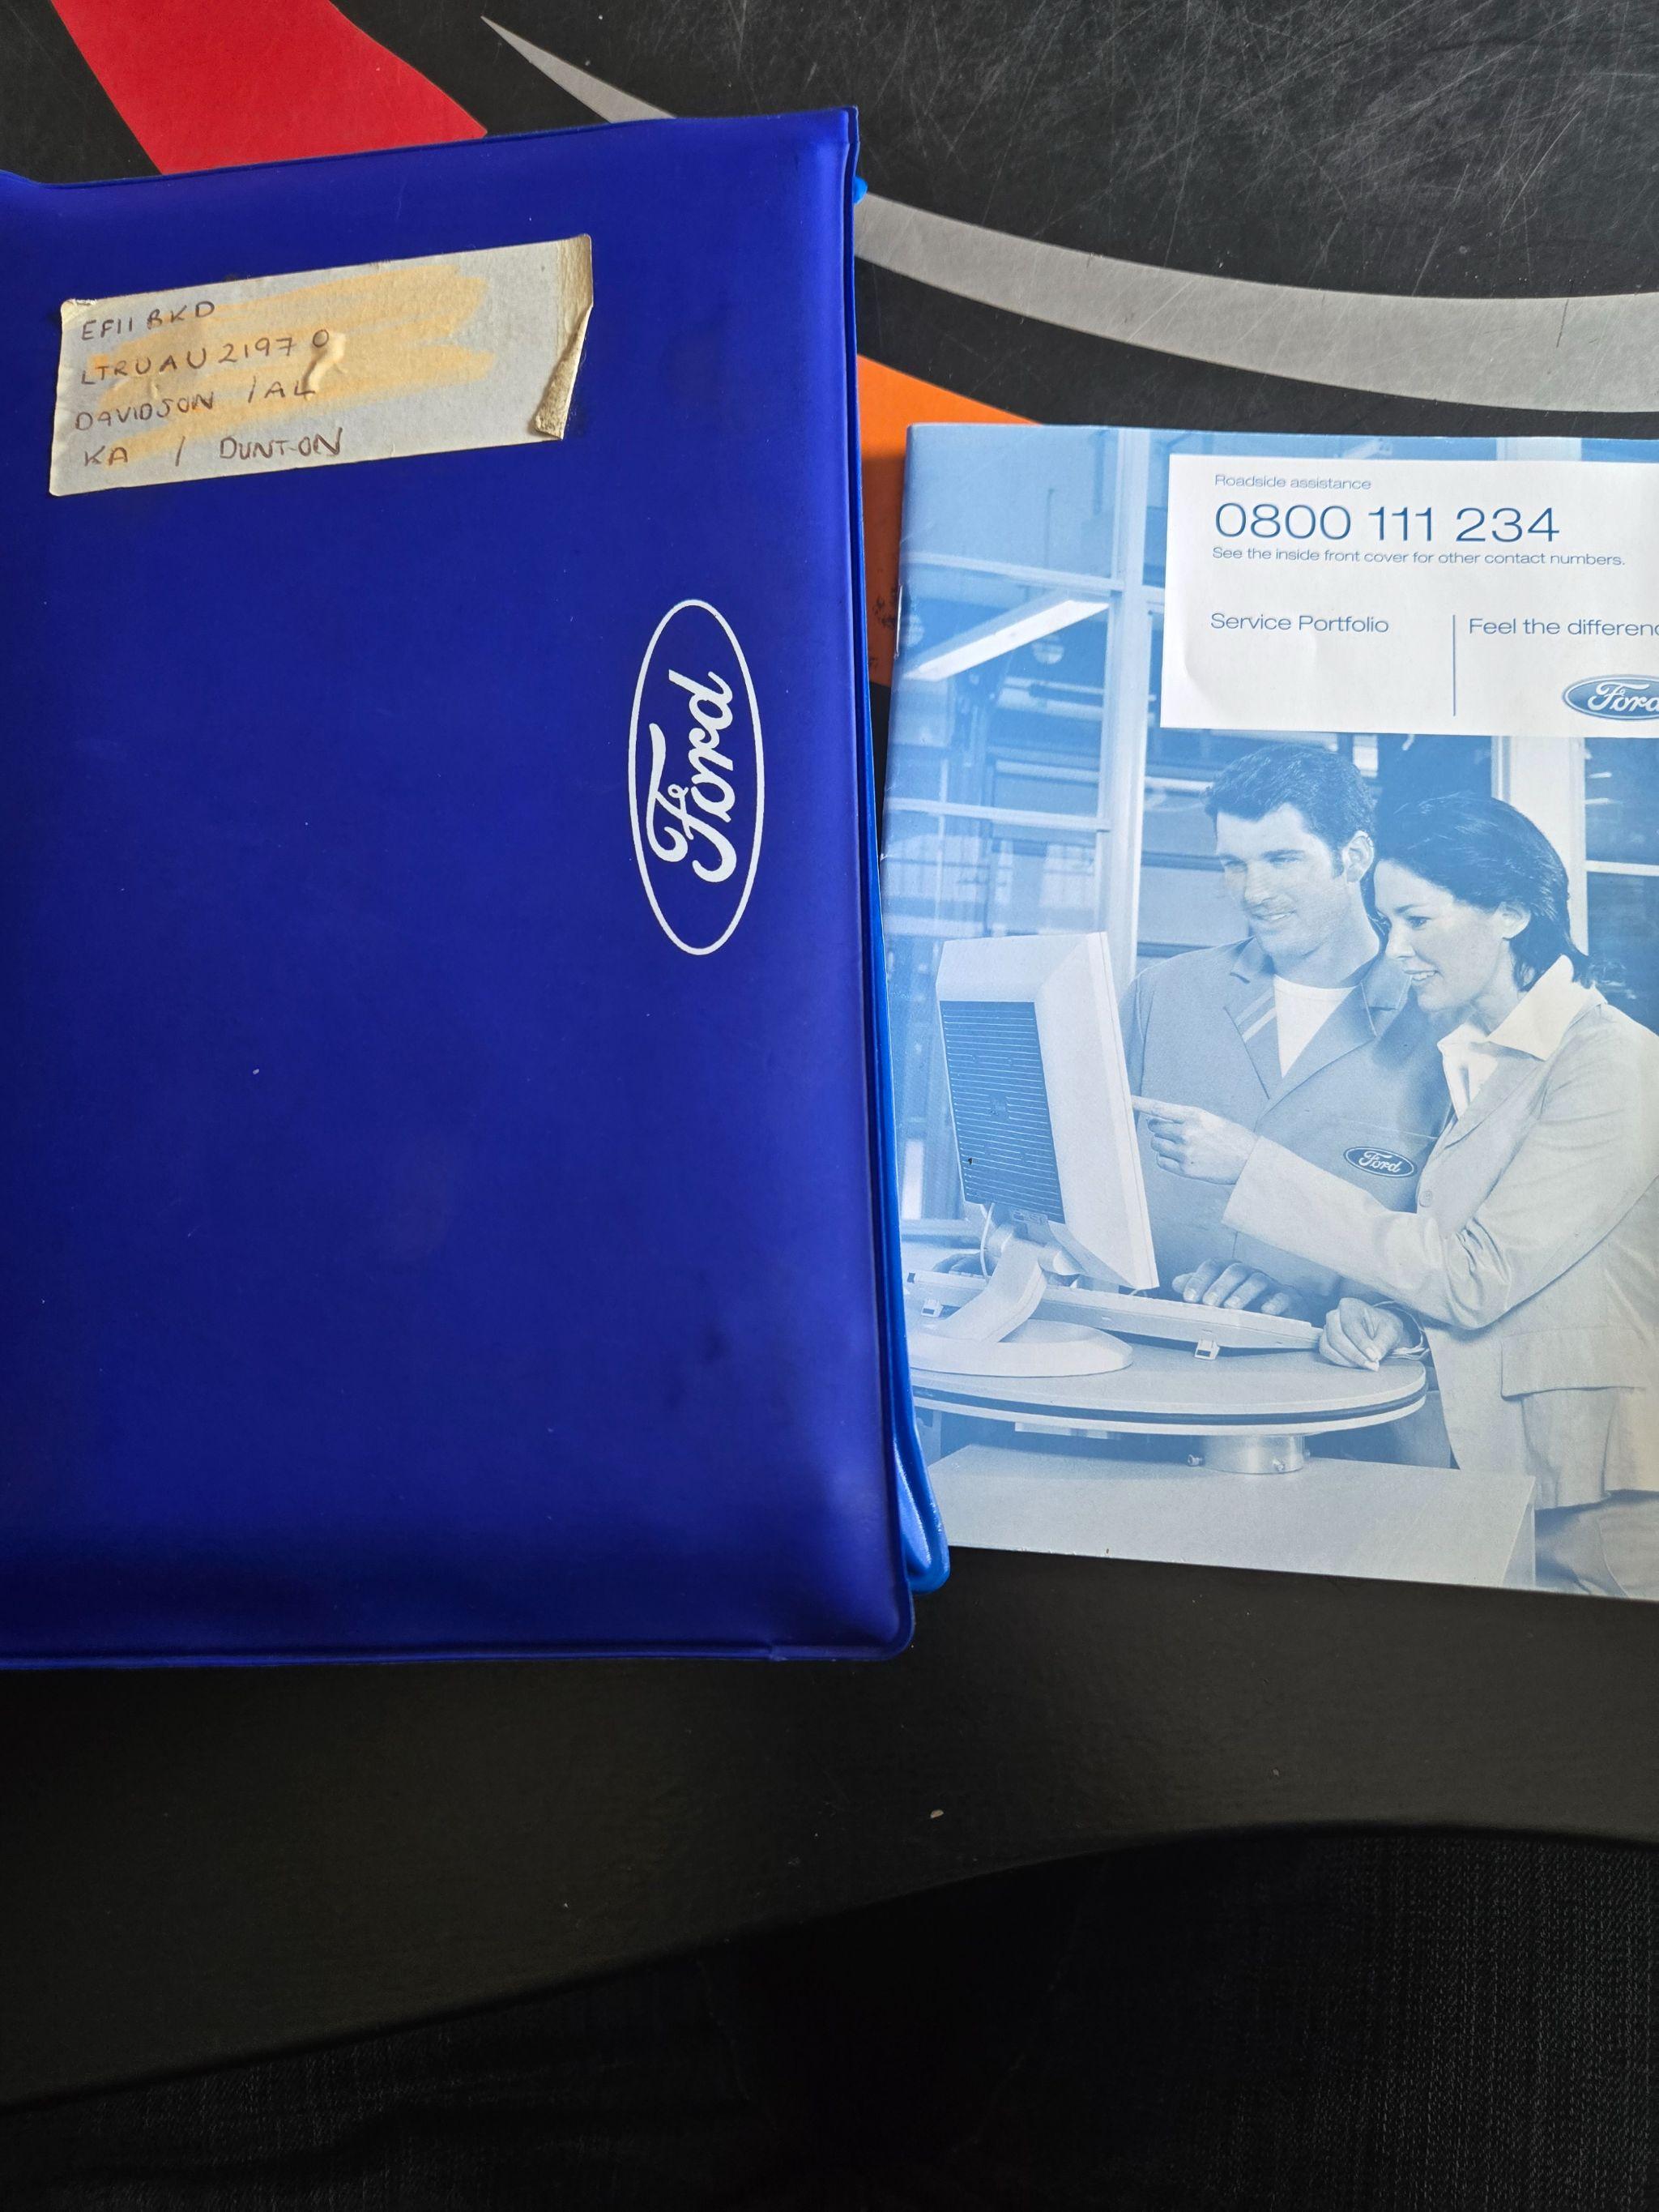 EF11 BKD
LTRUAU21970
DAVIDSON / AL
KA / DUNTON
Ford
Roadside assistance
0800 111 234
See the inside front cover for other contact numbers.
Service Portfolio
Feel the differenc
Ford
Ford